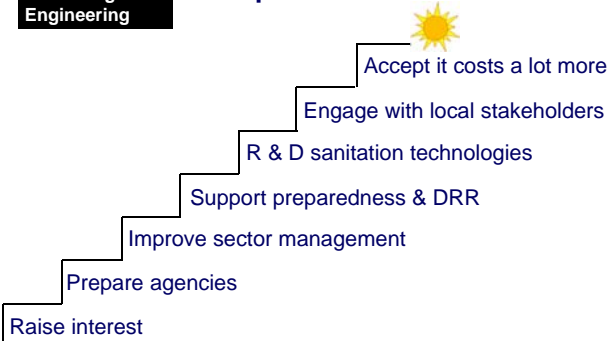 Engineering
Accept it costs a lot more
Engage with local stakeholders
R & D sanitation technologies
Support preparedness & DRR
Improve sector management
Prepare agencies
Raise interest